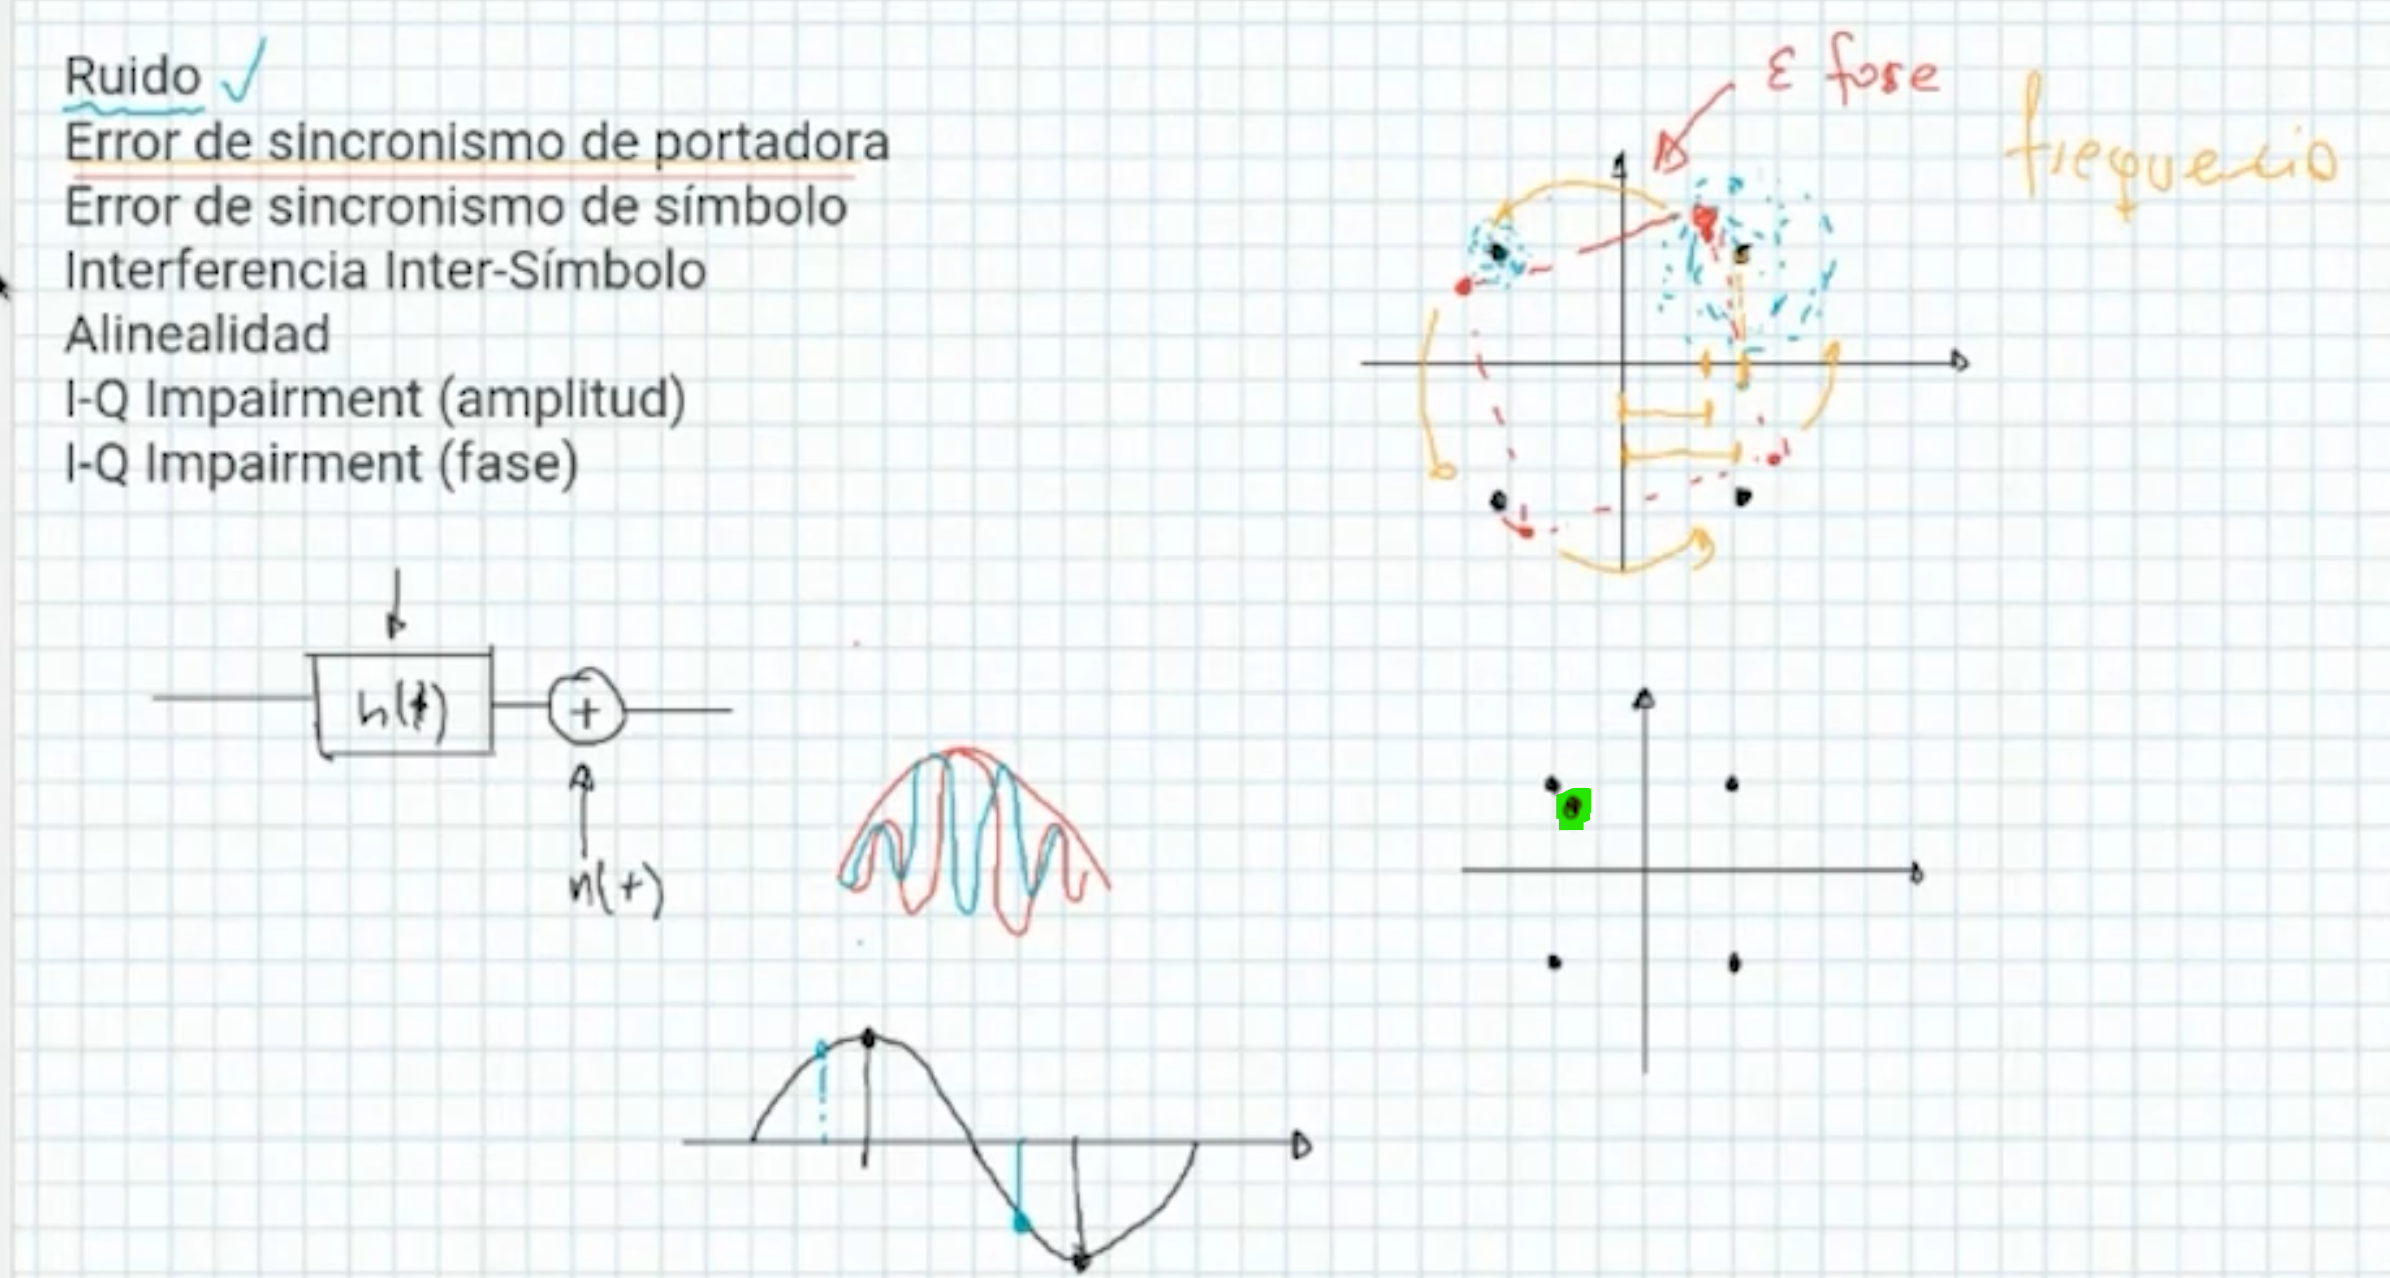 Ruido
Error de sincronismo de portadora
Error de sincronismo de símbolo
Interferencia Inter-Símbolo
Alinealidad
I-Q Impairment (amplitud)
I-Q Impairment (fase)
ε fase
frequencia
h(t)
+
n(t)